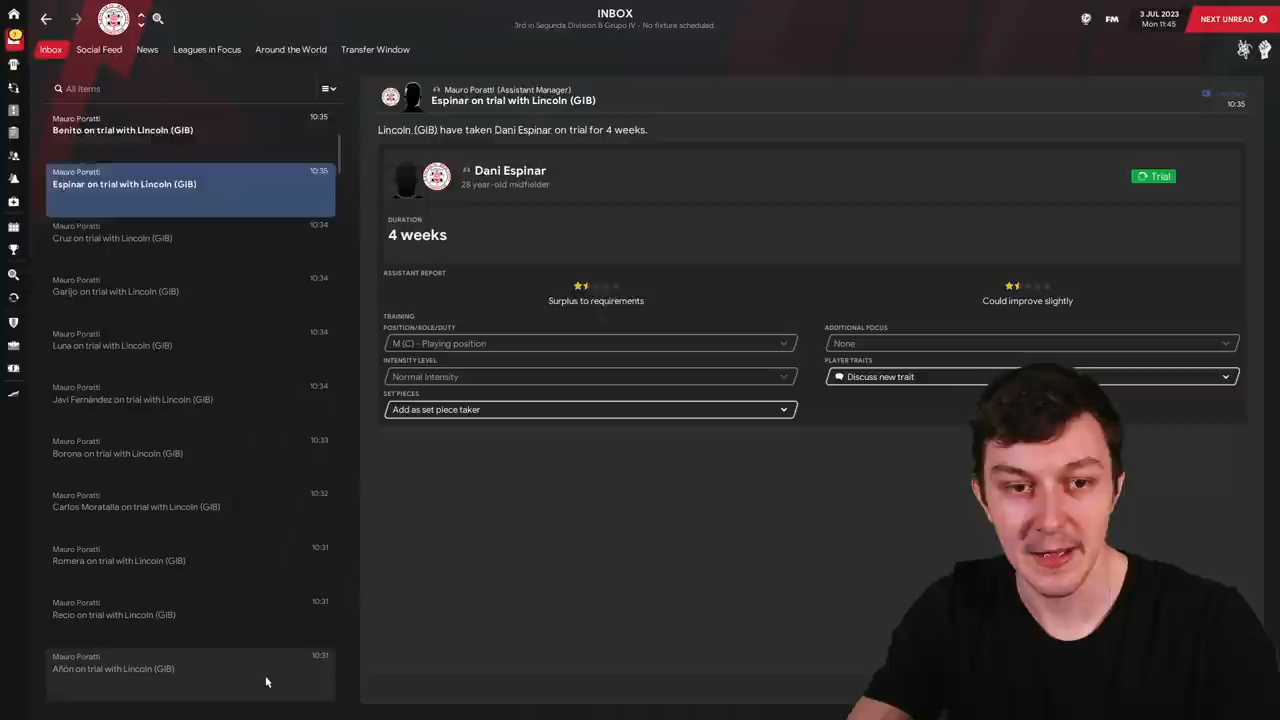 INBOX
3rd in Segunda Division B Grupo IV - No fixture scheduled.
7
FM
3 JUL 2023
Mon 11:45
NEXT UNREAD
Inbox
Social Feed
News
Leagues in Focus
Around the World
Transfer Window
All Items
Mauro Poratti
10:35
Benito on trial with Lincoln (GIB)
Mauro Poratti
10:35
Espinar on trial with Lincoln (GIB)
Mauro Poratti
10:34
Cruz on trial with Lincoln (GIB)
Mauro Poratti
10:34
Garijo on trial with Lincoln (GIB)
Mauro Poratti
10:34
Luna on trial with Lincoln (GIB)
Mauro Poratti
10:34
Javi Fernández on trial with Lincoln (GIB)
Mauro Poratti
10:33
Borona on trial with Lincoln (GIB)
Mauro Poratti
10:32
Carlos Moratalla on trial with Lincoln (GIB)
Mauro Poratti
10:31
Romera on trial with Lincoln (GIB)
Mauro Poratti
10:31
Recio on trial with Lincoln (GIB)
Mauro Poratti
10:31
Añón on trial with Lincoln (GIB)
Mauro Poratti (Assistant Manager)
Espinar on trial with Lincoln (GIB)
10:35
Lincoln (GIB) have taken Dani Espinar on trial for 4 weeks.
Dani Espinar
28 year-old midfielder
Trial
DURATION
4 weeks
ASSISTANT REPORT
Surplus to requirements
Could improve slightly
TRAINING
POSITION/ROLE/DUTY
M (C) - Playing position
ADDITIONAL FOCUS
None
INTENSITY LEVEL
Normal Intensity
PLAYER TRAITS
Discuss new trait
SET PIECES
Add as set piece taker